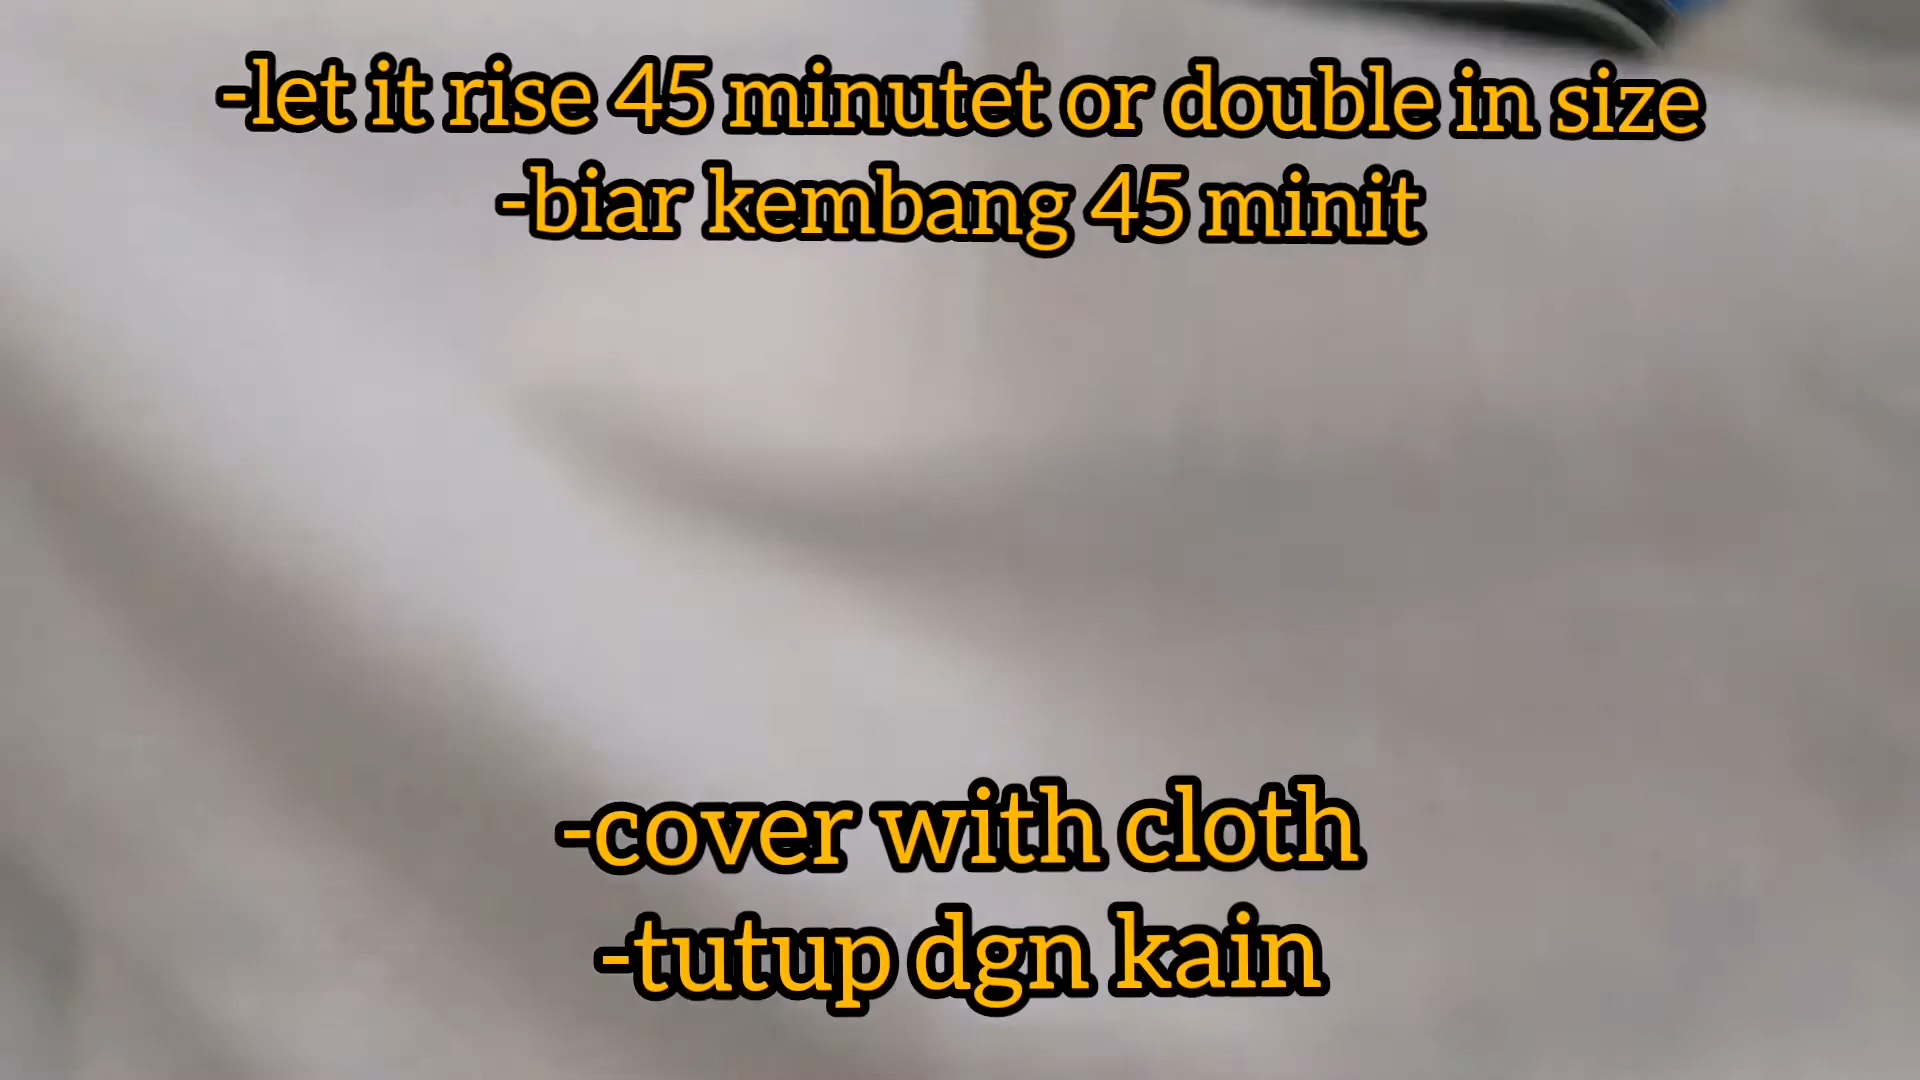 -let it rise 45 minutet or double in size
-biar kembang 45 minit
-cover with cloth
-tutup dgn kain